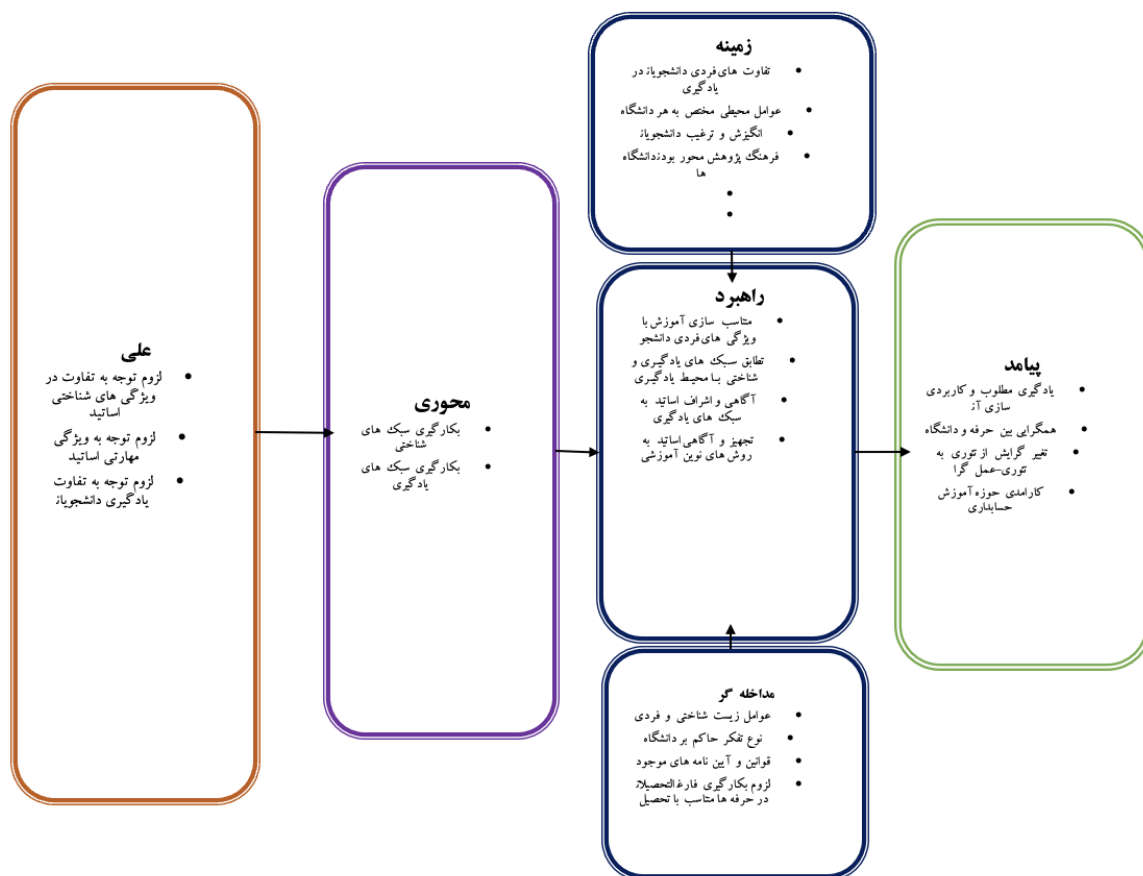 زمینه
• تفاوت های فردی دانشجویان در
یادگیری
• عوامل محیطی مختص به هر دانشگاه
• انگیزش و ترغیب دانشجویان
• فرهنگ پژوهش محور بودندانشگاه
ها
•
•
علی
• لزوم توجه به تفاوت در
ویژگی های شناختی
اساتید
• لزوم توجه به ویژگی
مهارتی اساتید
• لزوم توجه به تفاوت
یادگیری دانشجویان
محوری
• بکارگیری سبک های
شناختی
• بکارگیری سبک های
یادگیری
راهبرد
• متناسب سازی آموزش با
ویژگی های فردی دانشجو
• تطابق سبک های یادگیری و
شناختی با محیط یادگیری
• آگاهی و اشراف اساتید به
سبک های یادگیری
• تجهیز و آگاهی اساتید به
روش های نوین آموزشی
پیامد
• یادگیری مطلوب و کاربردی
سازی آن
• همگرایی بین حرفه و دانشگاه
• تغیر گرایش از تئوری به
تئوری-عمل گرا
• کارامدی حوزه آموزش
حسابداری
مداخله گر
• عوامل زیست شناختی و فردی
• نوع تفکر حاکم بر دانشگاه
• قوانین و آیین نامه های موجود
• لزوم بکارگیری فارغ التحصیلان
در حرفه ها متناسب با تحصیل